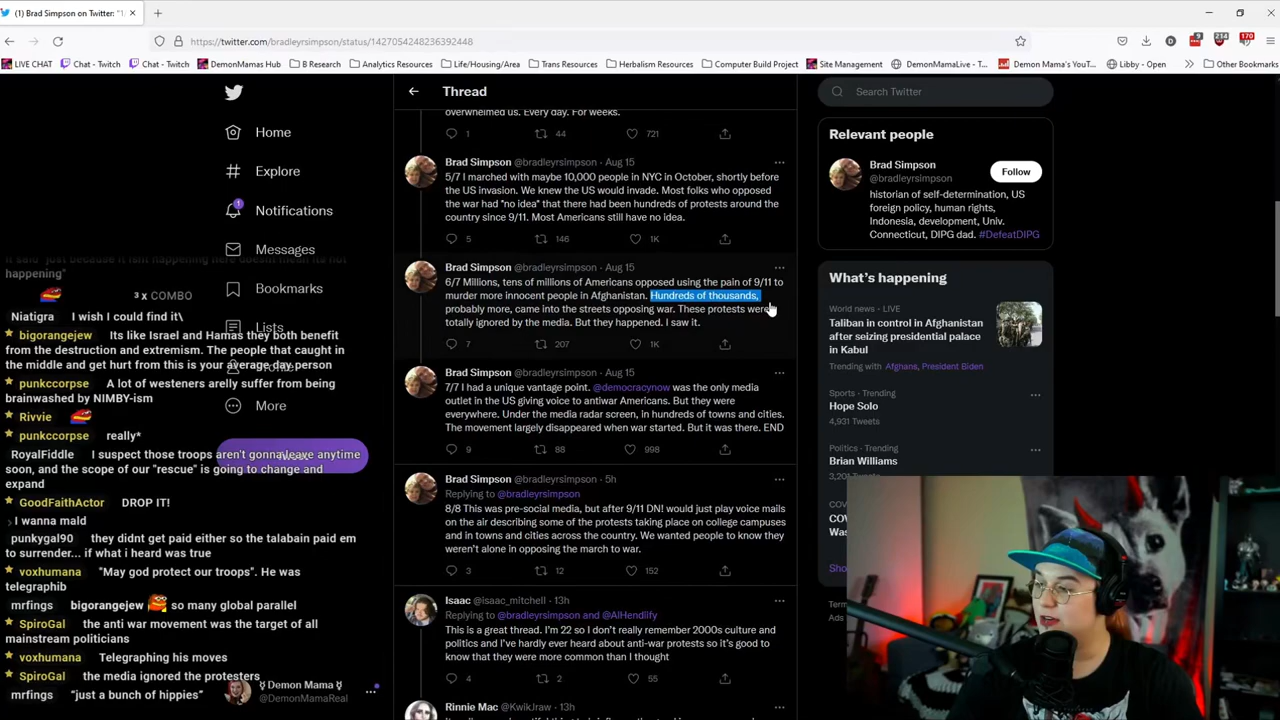 (1) Brad Simpson on Twitter: "1
https://twitter.com/bradleyrsimpson/status/1427054248236392448
9
214
170
LIVE CHAT
Chat - Twitch
Chat - Twitch
DemonMamas Hub
B Research
Analytics Resources
Life/Housing/Area
Trans Resources
Herbalism Resources
Computer Build Project
Site Management
DemonMamaLive - T...
Demon Mama's YouT...
Libby - Open
Other Bookmarks
Home
Explore
1
Notifications
Messages
Bookmarks
Lists
More
Demon Mama
@DemonMamaReal
happening"
3 x COMBO
Niatigra I wish I could find it\
bigorangejew Its like Israel and Hamas they both benefit
from the destruction and extremism. The people that caught in
the middle and get hurt from this is your average day person
punkccorpse A lot of westeners arelly suffer from being
brainwashed by NIMBY-ism
Rivvie
punkccorpse really*
RoyalFiddle I suspect those troops aren't gonna leave anytime
soon, and the scope of our "rescue" is going to change and
expand
GoodFaithActor DROP IT!
I wanna mald
punkygal90 they didnt get paid either so the talabain paid em
to surrender... if what i heard was true
voxhumana "May god protect our troops". He was
telegraphib
mrfings bigorangejew so many global parallel
SpiroGal the anti war movement was the target of all
mainstream politicians
voxhumana Telegraphing his moves
SpiroGal the media ignored the protesters
mrfings "just a bunch of hippies"
Thread
overwhelmed us. Every day. For weeks.
1 44 721
Brad Simpson @bradleyrsimpson · Aug 15
5/7 I marched with maybe 10,000 people in NYC in October, shortly before
the US invasion. We knew the US would invade. Most folks who opposed
the war had *no idea* that there had been hundreds of protests around the
country since 9/11. Most Americans still have no idea.
5 146 1K
Brad Simpson @bradleyrsimpson · Aug 15
6/7 Millions, tens of millions of Americans opposed using the pain of 9/11 to
murder more innocent people in Afghanistan. Hundreds of thousands,
probably more, came into the streets opposing war. These protests were
totally ignored by the media. But they happened. I saw it.
7 207 1K
Brad Simpson @bradleyrsimpson · Aug 15
7/7 I had a unique vantage point. @democracynow was the only media
outlet in the US giving voice to antiwar Americans. But they were
everywhere. Under the media radar screen, in hundreds of towns and cities.
The movement largely disappeared when war started. But it was there. END
9 88 998
Brad Simpson @bradleyrsimpson · 5h
Replying to @bradleyrsimpson
8/8 This was pre-social media, but after 9/11 DN! would just play voice mails
on the air describing some of the protests taking place on college campuses
and in towns and cities across the country. We wanted people to know they
weren't alone in opposing the march to war.
3 12 152
Isaac @isaac_mitchell · 13h
Replying to @bradleyrsimpson and @AlHendiify
This is a great thread. I'm 22 so I don't really remember 2000s culture and
politics and I've hardly ever heard about anti-war protests so it's good to
know that they were more common than I thought
4 2 55
Rinnie Mac @KwikJraw · 13h
Search Twitter
Relevant people
Brad Simpson
@bradleyrsimpson
Follow
historian of self-determination, US
foreign policy, human rights,
Indonesia, development, Univ.
Connecticut, DIPG dad. #DefeatDIPG
What's happening
World news · LIVE
Taliban in control in Afghanistan
after seizing presidential palace
in Kabul
Trending with Afghans, President Biden
Sports · Trending
Hope Solo
4,931 Tweets
Politics · Trending
Brian Williams